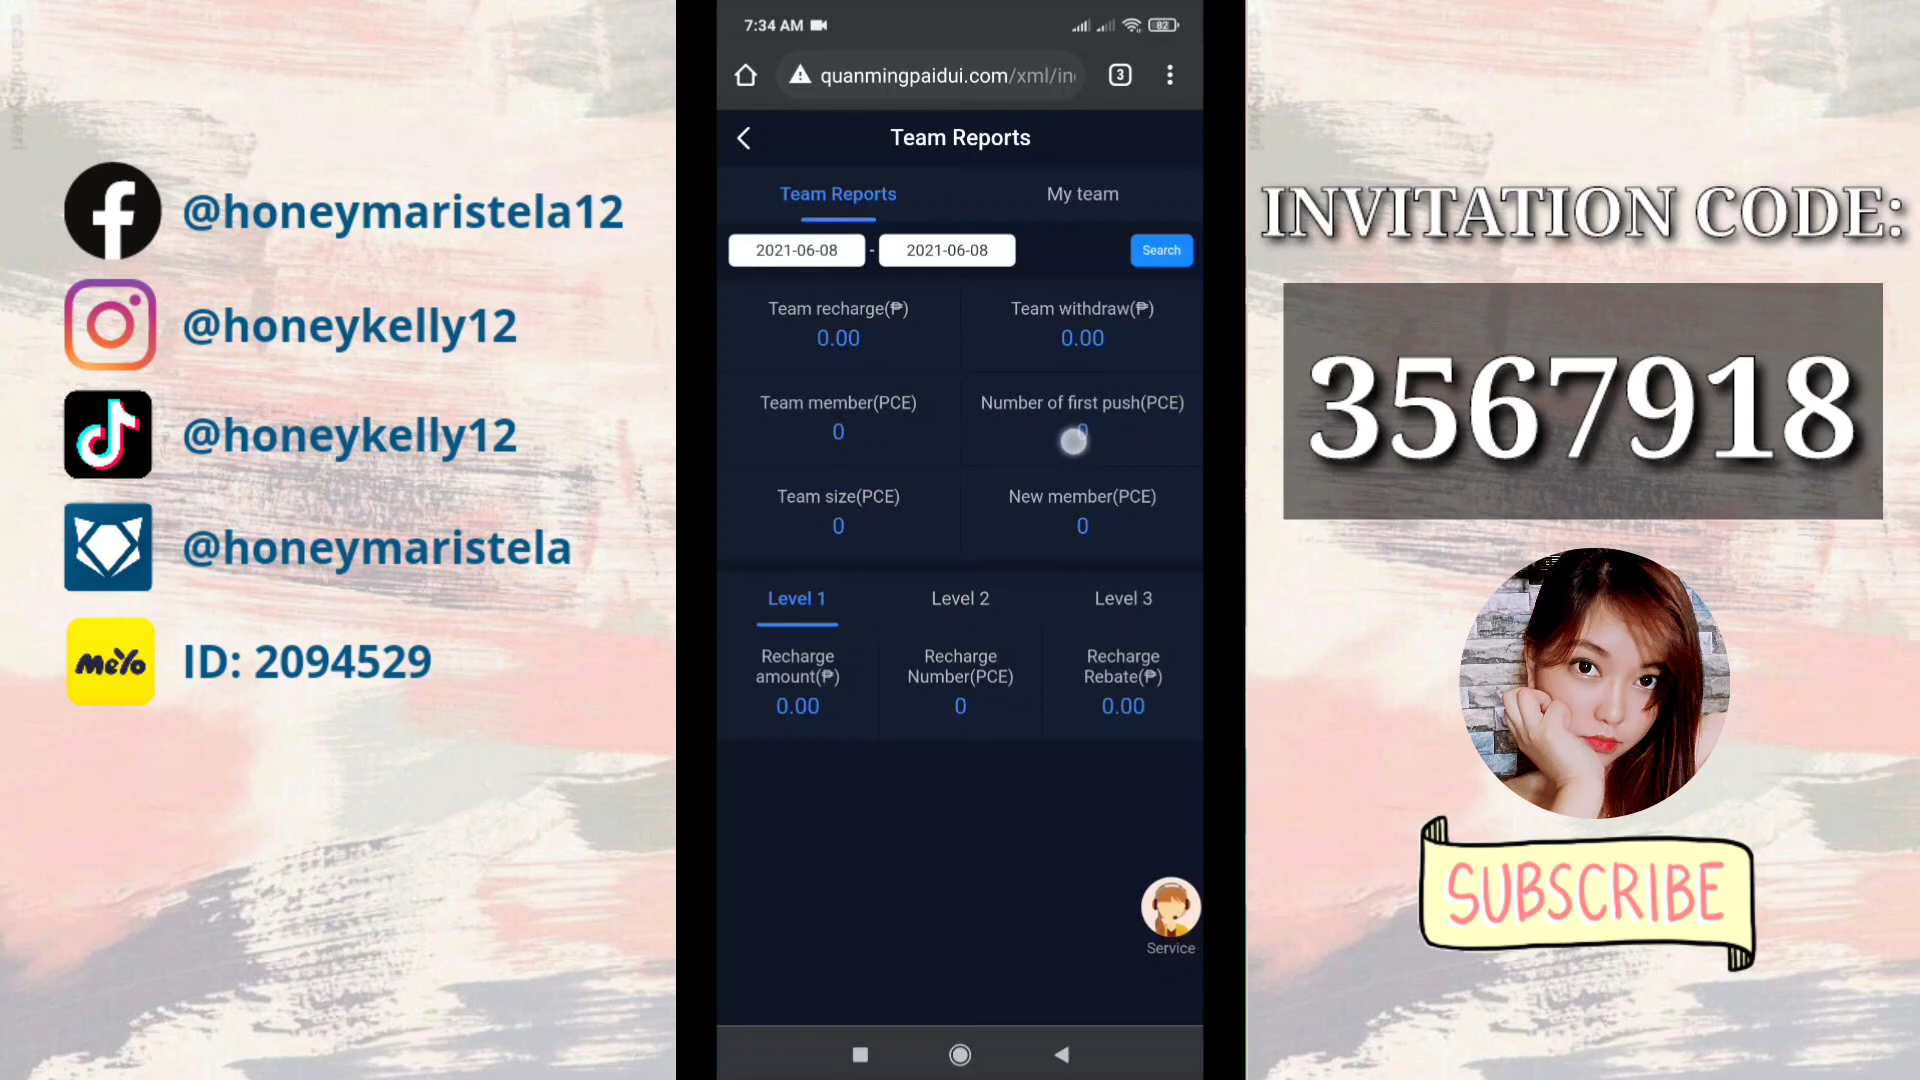 @honeymaristela12
@honeykelly12
@honeykelly12
@honeymaristela
MeYo
ID: 2094529
7:34 AM
82
quanmingpaidui.com/xml/in
3
Team Reports
Team Reports
My team
2021-06-08 - 2021-06-08
Search
Team recharge(₱)
0.00
Team withdraw(₱)
0.00
Team member(PCE)
0
Number of first push(PCE)
0
Team size(PCE)
0
New member(PCE)
0
Level 1
Level 2
Level 3
Recharge
amount(₱)
0.00
Recharge
Number(PCE)
0
Recharge
Rebate(₱)
0.00
Service
INVITATION CODE:
3567918
SUBSCRIBE